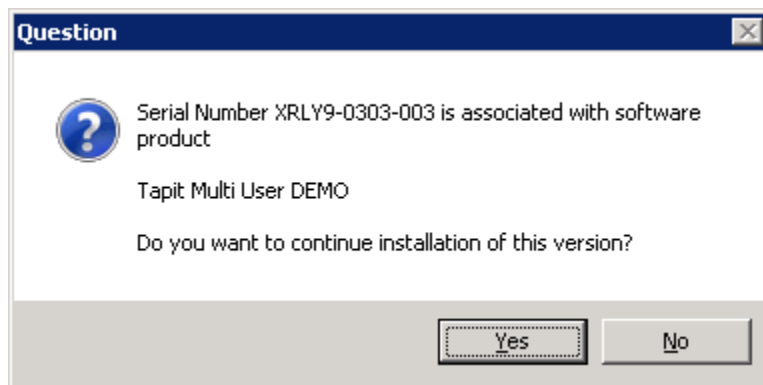 Question
Serial Number XRLY9-0303-003 is associated with software
product
Tapit Multi User DEMO
Do you want to continue installation of this version?
Yes
No